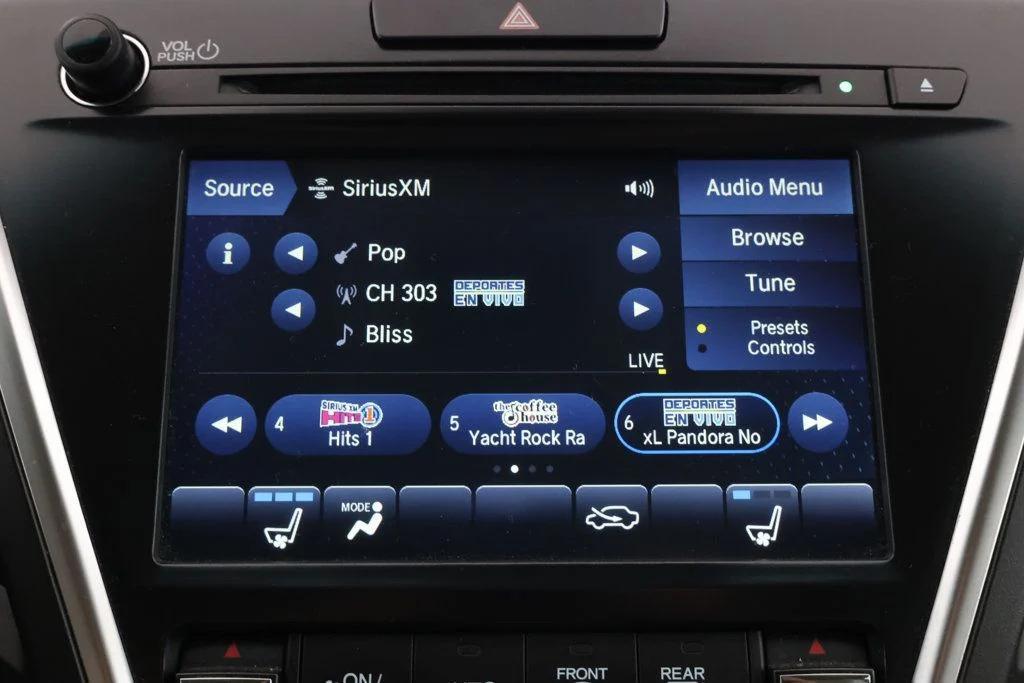 VOL
PUSH
Source
SiriusXM
Audio Menu
Browse
i
Pop
Tune
CH 303
DEPORTES
EN VIVO
Bliss
Presets
Controls
LIVE
4
SIRIUS XM
HITS 1
Hits 1
5
the coffee
house
Yacht Rock Ra
6
DEPORTES
EN VIVO
xL Pandora No
MODE
ON/
FRONT
REAR